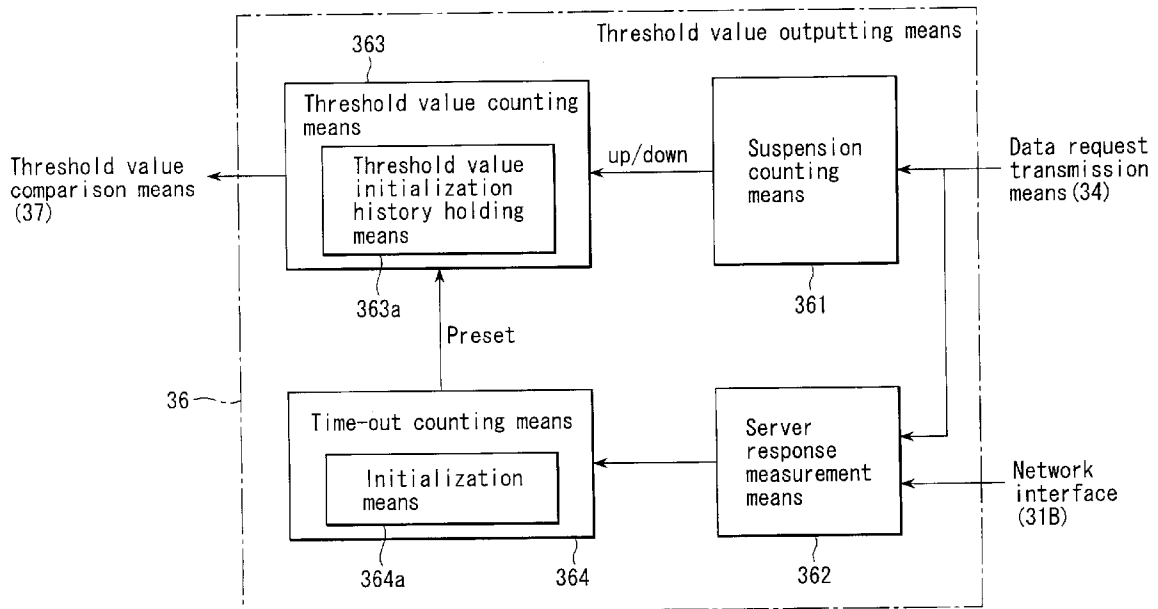 Threshold value outputting means
363
Threshold value counting
means
Threshold value
initialization
history holding
means
363a
up/down
Suspension
counting
means
361
Data request
transmission
means(34)
Threshold value
comparison means
(37)
Preset
36
Time-out counting means
Initialization
means
364a
364
Server
response
measurement
means
362
Network
interface
(31B)